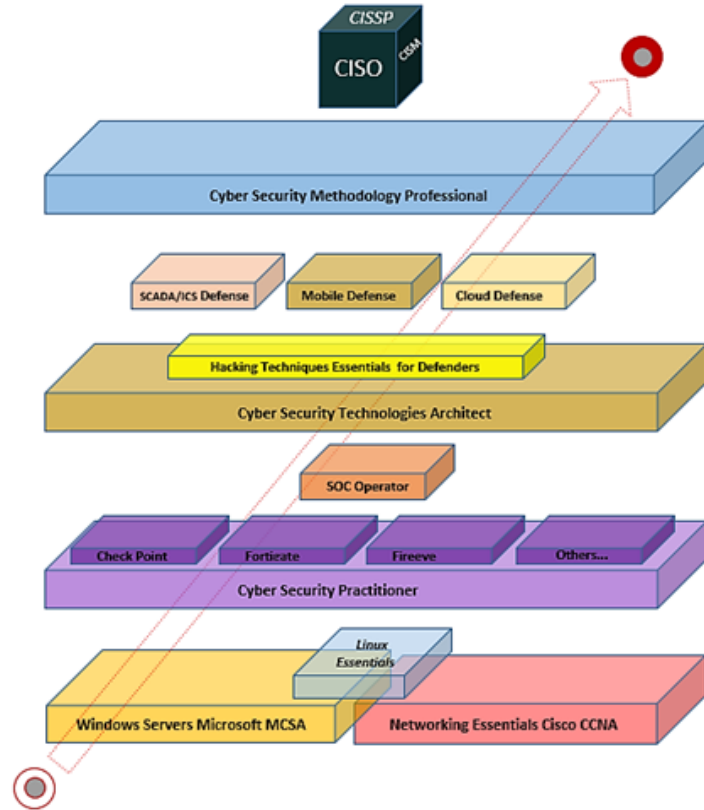 CISSP
CISO
CISM
Cyber Security Methodology Professional
SCADA/ICS Defense
Mobile Defense
Cloud Defense
Hacking Techniques Essentials for Defenders
Cyber Security Technologies Architect
SOC Operator
Check Point
Forticate
Fireeve
Others...
Cyber Security Practitioner
Linux
Essentials
Windows Servers Microsoft MCSA
Networking Essentials Cisco CCNA